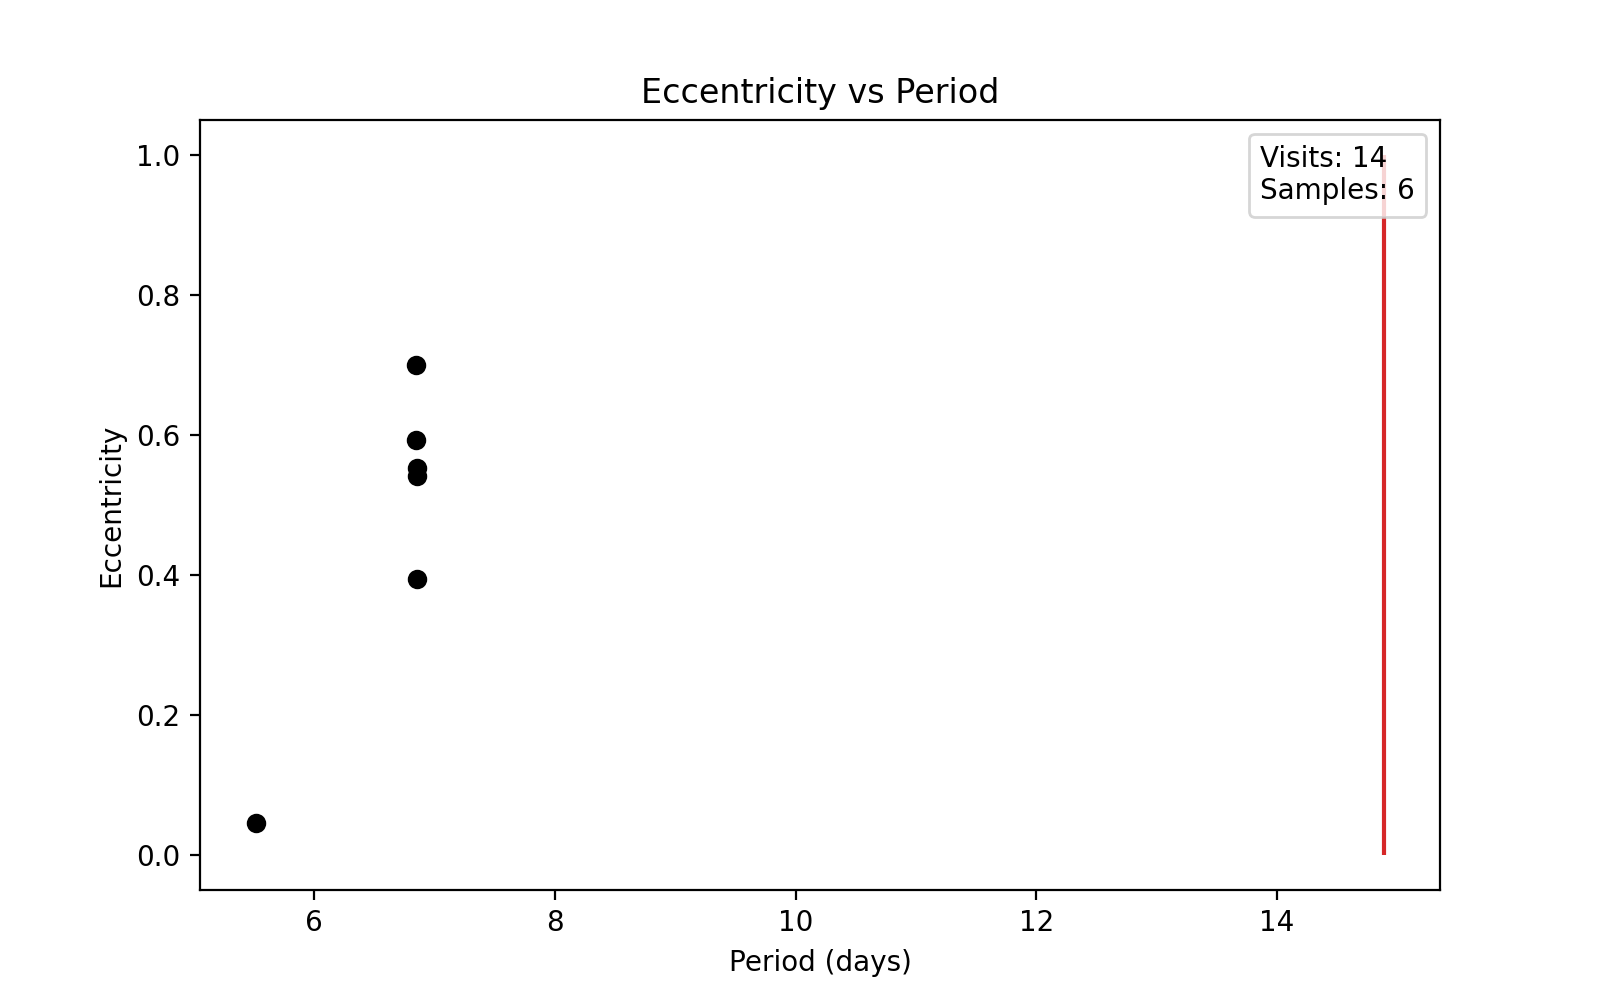 Eccentricity vs Period
Visits: 14
Samples: 6
1.0
0.8
0.6
0.4
0.2
0.0
Eccentricity
6
8
10
12
14
Period (days)